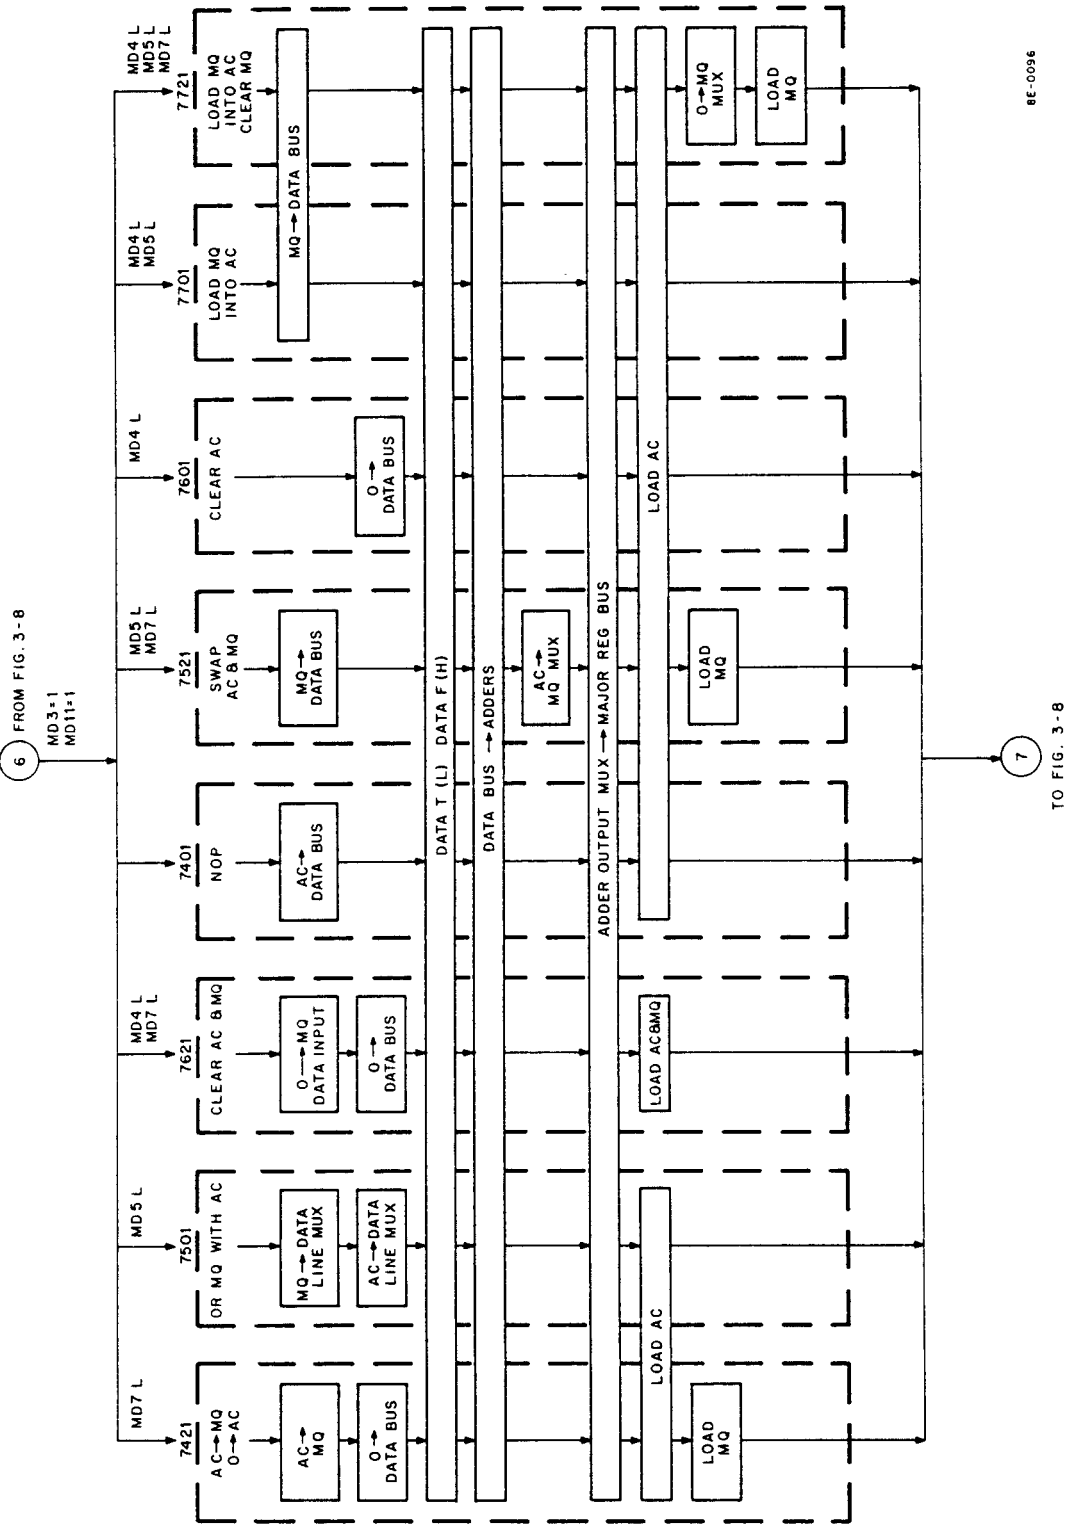 6 FROM FIG. 3-8
MD3=1
MD11=1
MD7 L
7421
AC→MQ
O→AC
AC→
MQ
O→
DATA BUS
MD5 L
7501
OR MQ WITH AC
MQ→DATA
LINE MUX
AC→DATA
LINE MUX
MD4 L
MD7 L
7621
CLEAR AC &MQ
O→MQ
DATA INPUT
O→
DATA BUS
7401
NOP
AC→
DATA BUS
MD5 L
MD7 L
7521
SWAP
AC & MQ
MQ→
DATA BUS
MD4 L
7601
CLEAR AC
O→
DATA BUS
MD4 L
MD5 L
7701
LOAD MQ
INTO AC
MD4 L
MD5 L
MD7 L
7721
LOAD MQ
INTO AC
CLEAR MQ
MQ→DATA BUS
DATA T (L) DATA F (H)
DATA BUS→ADDERS
AC→
MQ MUX
ADDER OUTPUT MUX→MAJOR REG BUS
LOAD AC
LOAD AC&MQ
LOAD AC
LOAD
MQ
LOAD
MQ
O→MQ
MUX
LOAD
MQ
7
TO FIG. 3-8
8E-0096